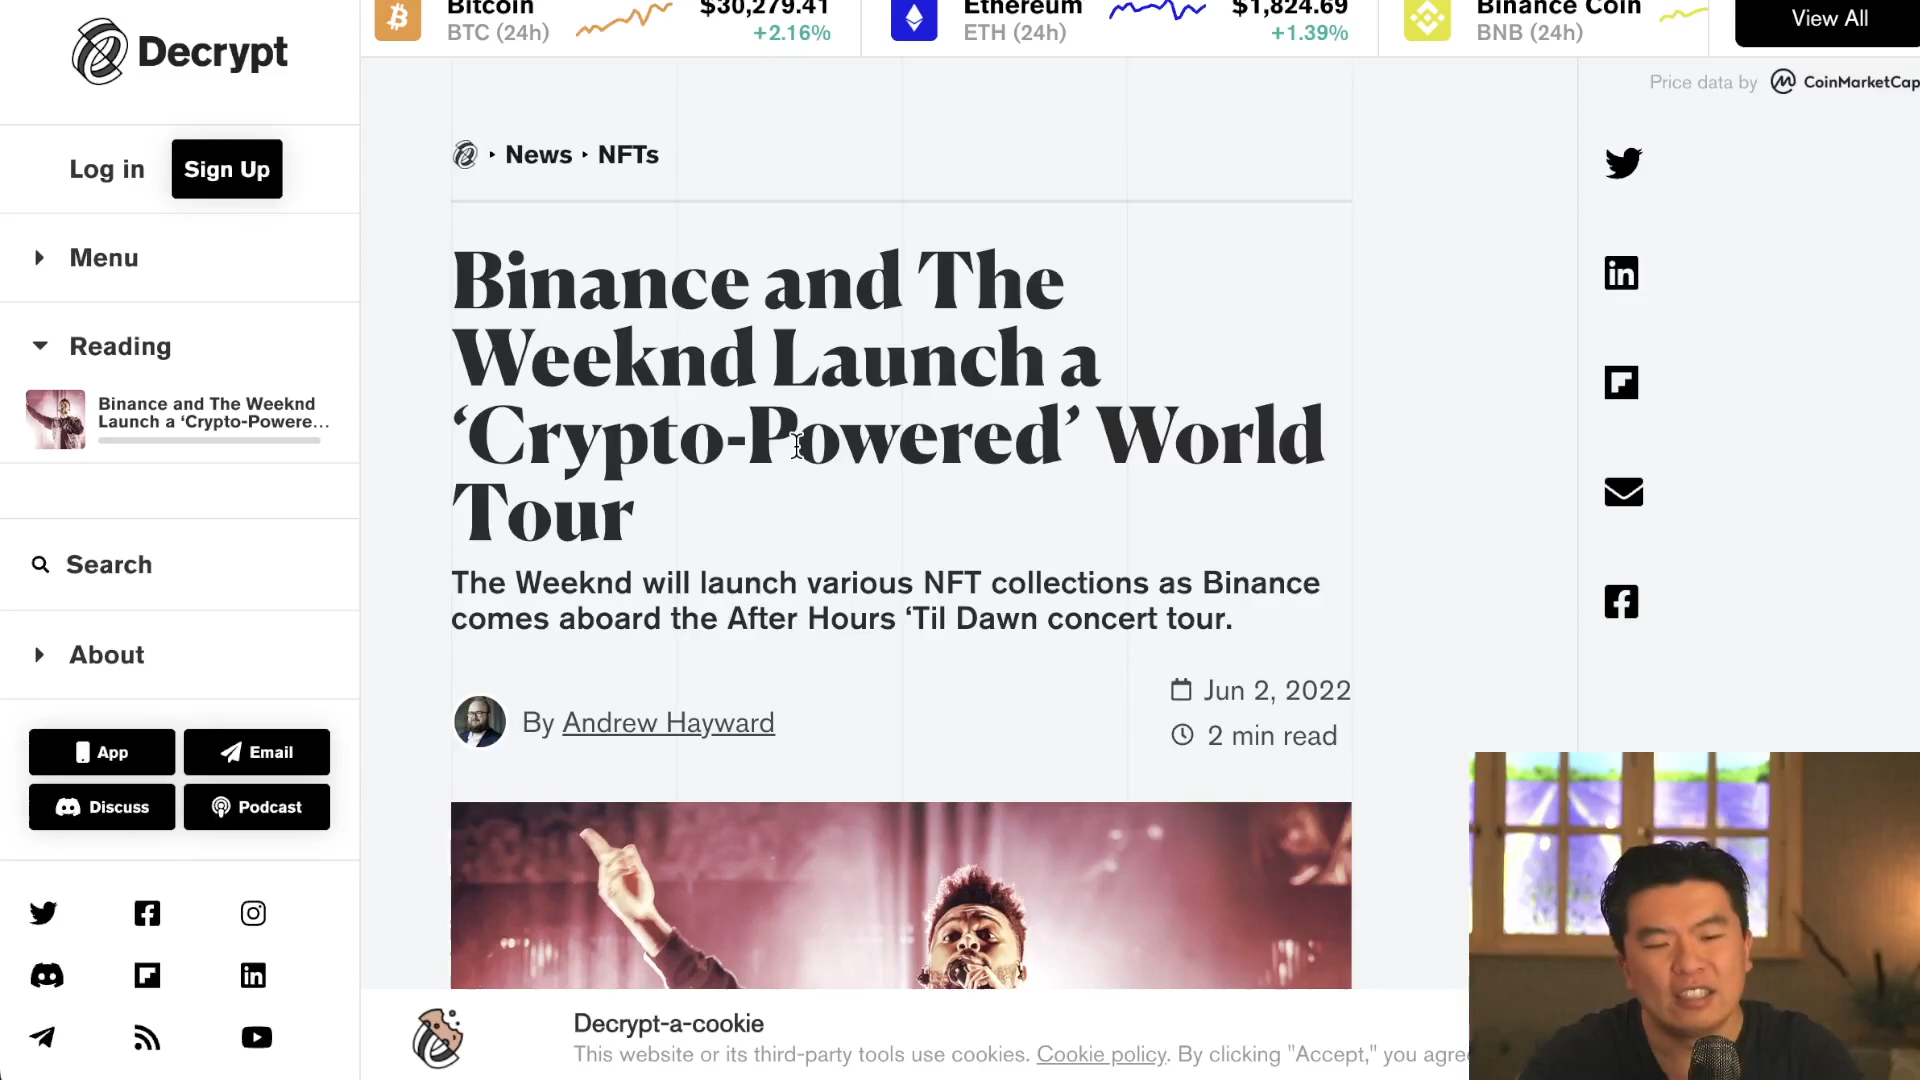 Decrypt
Bitcoin
BTC (24h)
$30,279.41
+2.16%
Ethereum
ETH (24h)
$1,824.69
+1.39%
Binance Coin
BNB (24h)
View All
Price data by CoinMarketCap
Log in
Sign Up
Menu
Reading
Binance and The Weeknd
Launch a ‘Crypto-Powere...
Search
About
App
Email
Discuss
Podcast
News NFTs
Binance and The
Weeknd Launch a
‘Crypto-Powered’ World
Tour
The Weeknd will launch various NFT collections as Binance
comes aboard the After Hours ‘Til Dawn concert tour.
By Andrew Hayward
Jun 2, 2022
2 min read
Decrypt-a-cookie
This website or its third-party tools use cookies. Cookie policy. By clicking "Accept," you agre